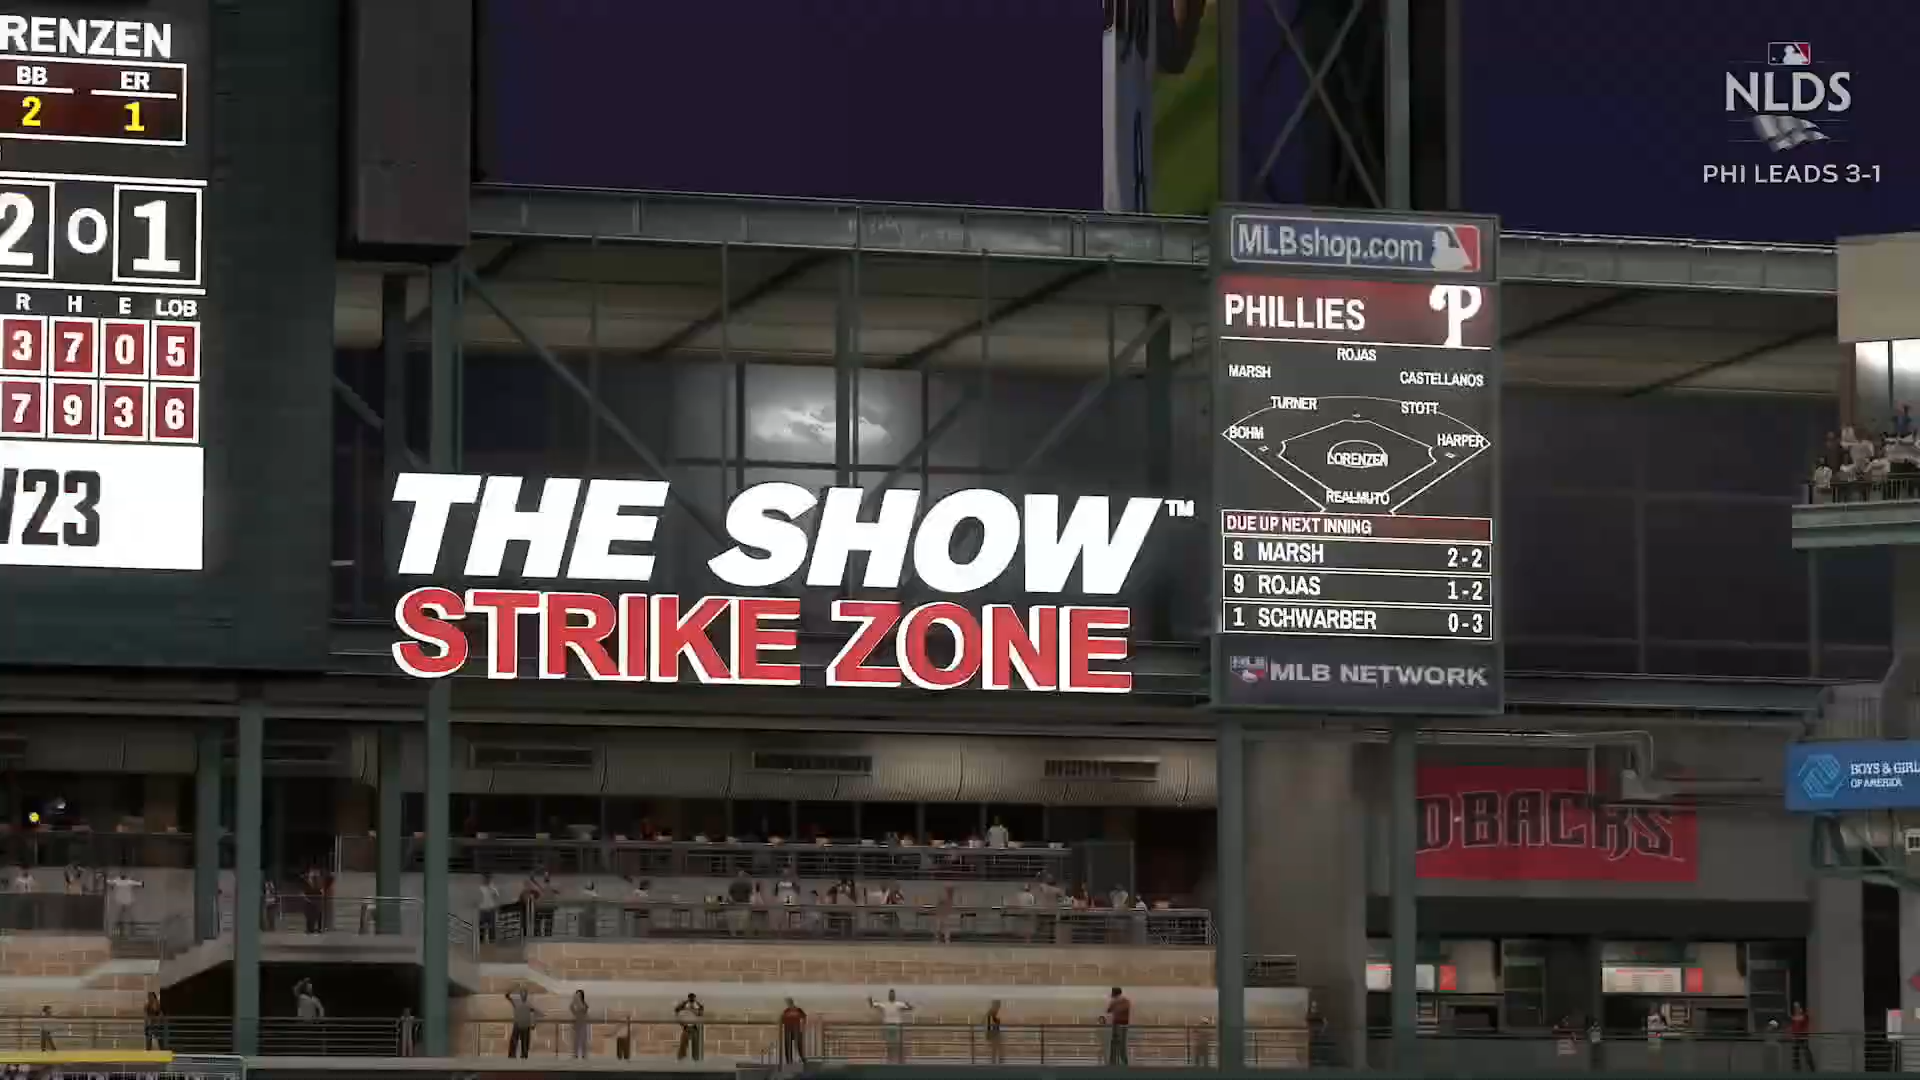 RENZEN
BB ER
2 1
2 0 1
R H E LOB
3 7 0 5
7 9 3 6
/23
THE SHOW™
STRIKE ZONE
MLBshop.com
PHILLIES P
ROJAS
MARSH
CASTELLANOS
TURNER
STOTT
BOHM
HARPER
LORENZEN
REALMUTO
DUE UP NEXT INNING
8 MARSH 2-2
9 ROJAS 1-2
1 SCHWARBER 0-3
MLB NETWORK
NLDS
PHI LEADS 3-1
BOYS & GIRL
OF AMERICA
D·BACKS